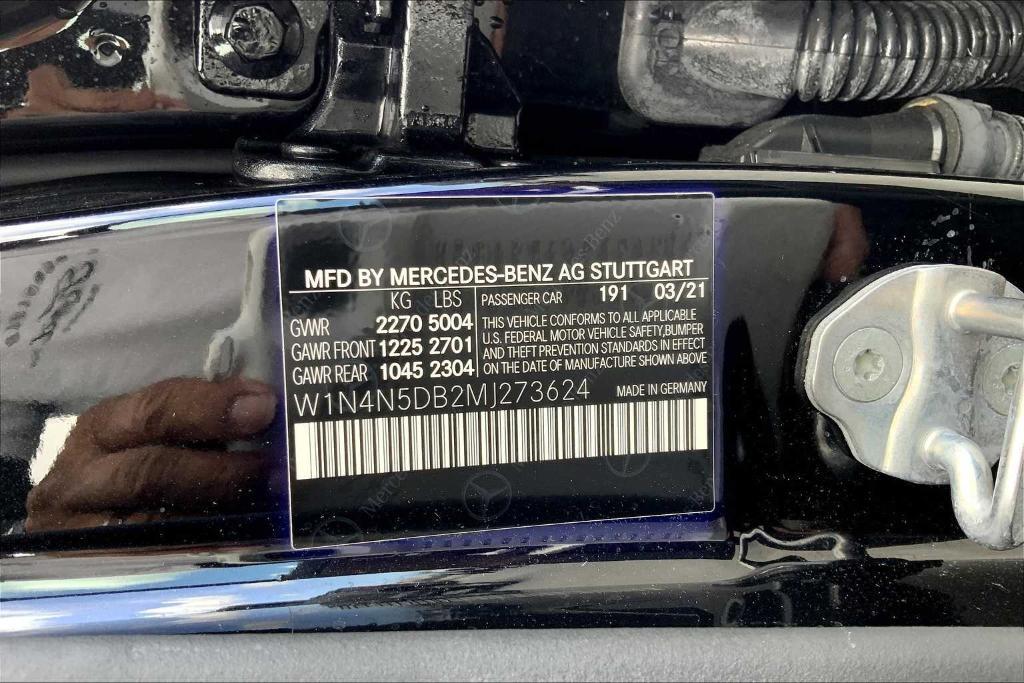 MFD BY MERCEDES-BENZ AG STUTTGART
KG LBS
GVWR 2270 5004
GAWR FRONT 1225 2701
GAWR REAR 1045 2304
PASSENGER CAR 191 03/21
THIS VEHICLE CONFORMS TO ALL APPLICABLE
U.S. FEDERAL MOTOR VEHICLE SAFETY,BUMPER
AND THEFT PREVENTION STANDARDS IN EFFECT
ON THE DATE OF MANUFACTURE SHOWN ABOVE
W1N4N5DB2MJ273624
MADE IN GERMANY
Mercedes-Benz